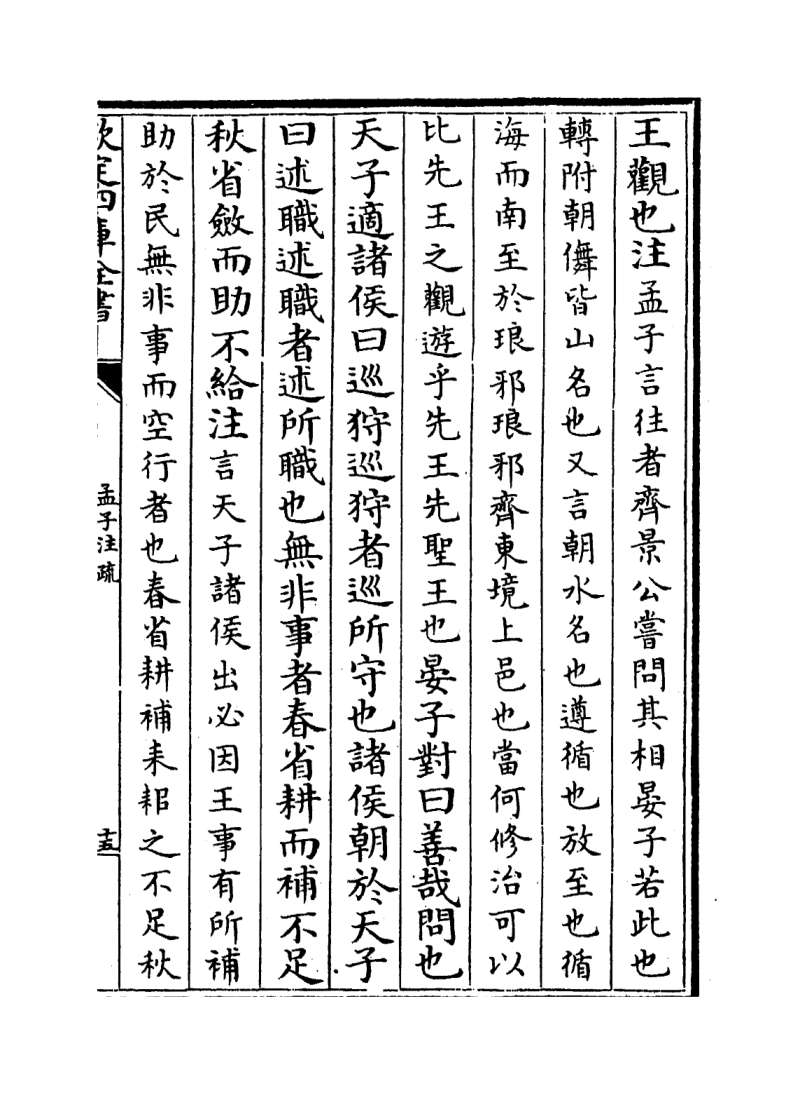 王觀也注孟子言往者齊景公嘗問其相晏子若此也
轉附朝儛皆山名也又言朝水名也遵循也放至也循
海而南至於琅邪琅邪齊東境上邑也當何修治可以
比先王之觀遊乎先王先聖王也晏子對曰善哉問也
天子適諸侯曰巡狩巡狩者巡所守也諸侯朝於天子
曰述職述職者述所職也無非事者春省耕而補不足
秋省斂而助不給注言天子諸侯出必因王事有所補
助於民無非事而空行者也春省耕補耒耜之不足秋
欽定四庫全書
孟子注疏
十五